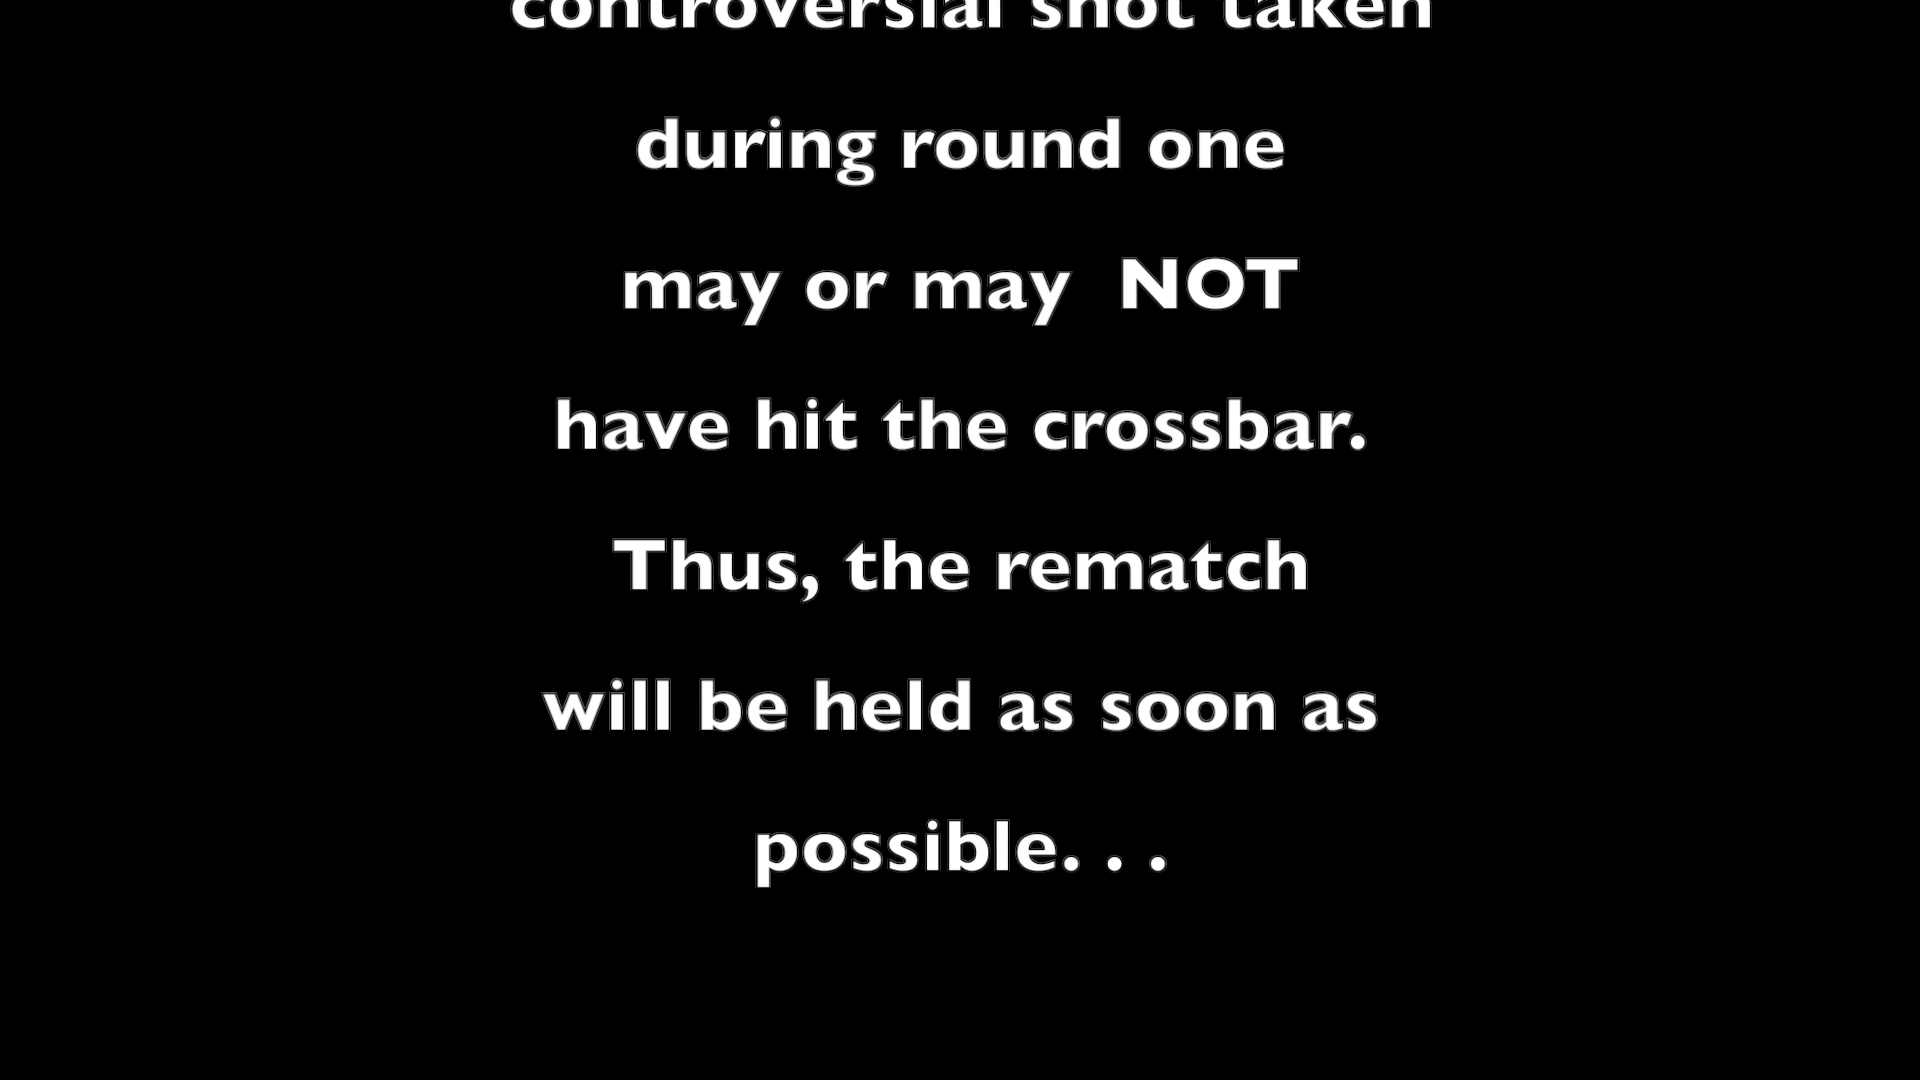 controversial shot taken
during round one
may or may  NOT
have hit the crossbar.
Thus, the rematch
will be held as soon as
possible. . .